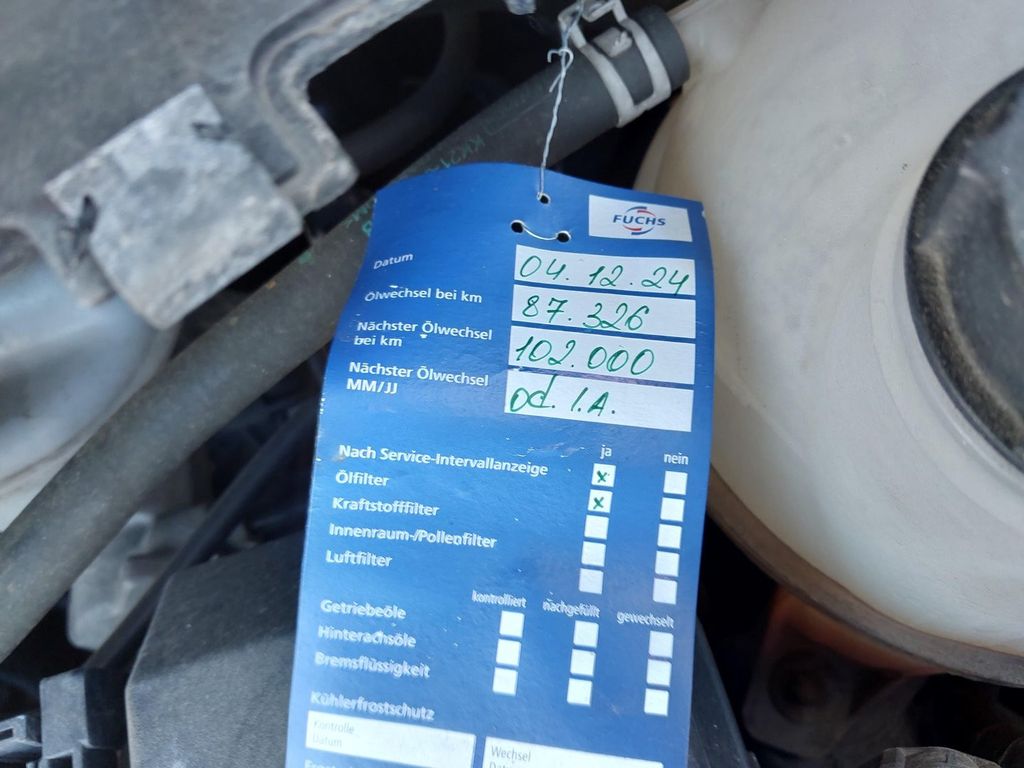 FUCHS
Datum 04.12.24
Ölwechsel bei km 87.326
Nächster Ölwechsel
bei km 102.000
Nächster Ölwechsel
MM/JJ od. I.A.
ja nein
Nach Service-Intervallanzeige x
Ölfilter x
Kraftstofffilter
Innenraum-/Pollenfilter
Luftfilter
kontrolliert nachgefüllt gewechselt
Getriebeöle
Hinterachsöle
Bremsflüssigkeit
Kühlerfrostschutz
Kontrolle
Datum
Wechsel